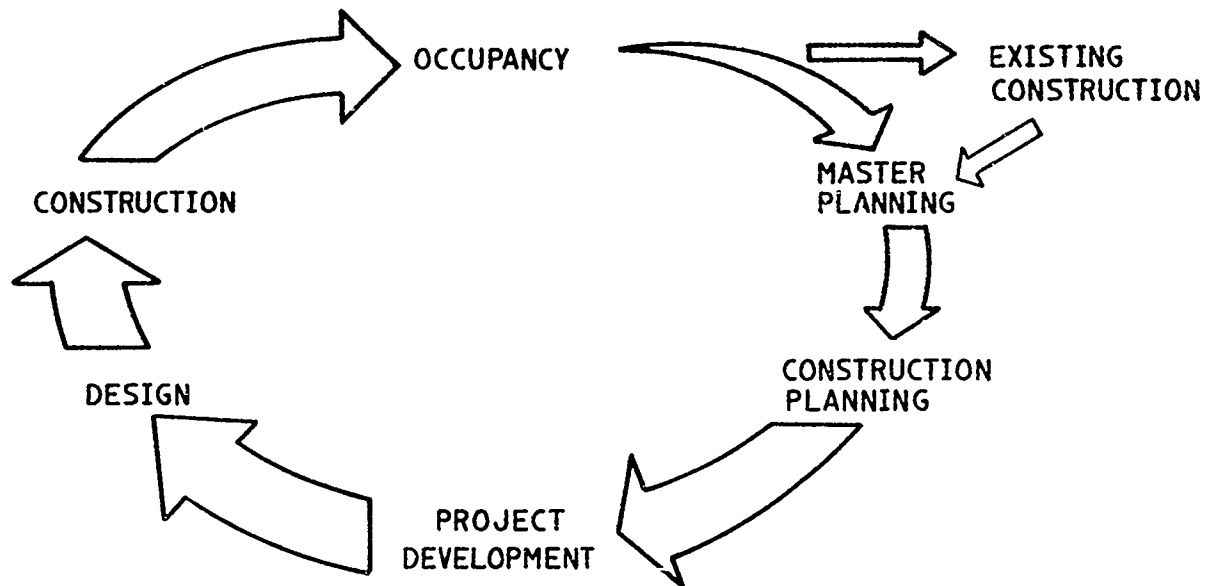 OCCUPANCY
EXISTING
CONSTRUCTION
MASTER
PLANNING
CONSTRUCTION
PLANNING
PROJECT
DEVELOPMENT
DESIGN
CONSTRUCTION